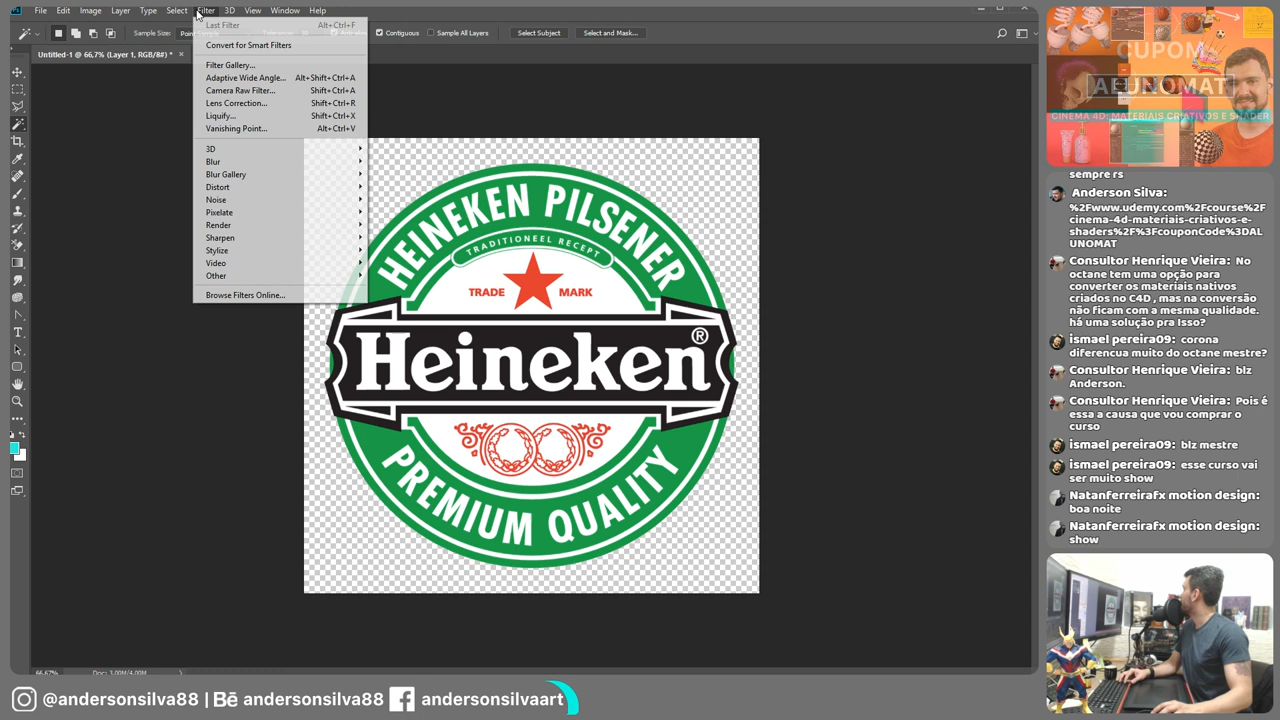 File Edit Image Layer Type Select Filter 3D View Window Help
Sample Size:
Contiguous
Sample All Layers
Select Subject
Select and Mask...
Untitled-1 @ 66,7% (Layer 1, RGB/8#) * ×
Last Filter Alt+Ctrl+F
Convert for Smart Filters
Filter Gallery...
Adaptive Wide Angle... Alt+Shift+Ctrl+A
Camera Raw Filter... Shift+Ctrl+A
Lens Correction... Shift+Ctrl+R
Liquify... Shift+Ctrl+X
Vanishing Point... Alt+Ctrl+V
3D
Blur
Blur Gallery
Distort
Noise
Pixelate
Render
Sharpen
Stylize
Video
Other
Browse Filters Online...
HEINEKEN PILSENER
TRADITIONEEL RECEPT
TRADE MARK
Heineken®
PREMIUM QUALITY
66,67%
CUPOM
ALUNOMAT
CINEMA 4D: MATERIAIS CRIATIVOS E SHADER
sempre rs
Anderson Silva:
%2Fwww.udemy.com%2Fcourse%2F
cinema-4d-materiais-criativos-e-
shaders%2F%3FcouponCode%3DAL
UNOMAT
Consultor Henrique Vieira: No
octane tem uma opção para
converter os materiais nativos
criados no C4D , mas na conversão
não ficam com a mesma qualidade.
há uma solução pra Isso?
ismael pereira09: corona
diferencua muito do octane mestre?
Consultor Henrique Vieira: blz
Anderson.
Consultor Henrique Vieira: Pois é
essa a causa que vou comprar o
curso
ismael pereira09: blz mestre
ismael pereira09: esse curso vai
ser muito show
Natanferreirafx motion design:
boa noite
Natanferreirafx motion design:
show
@andersonsilva88 | Bē andersonsilva88 andersonsilvaart